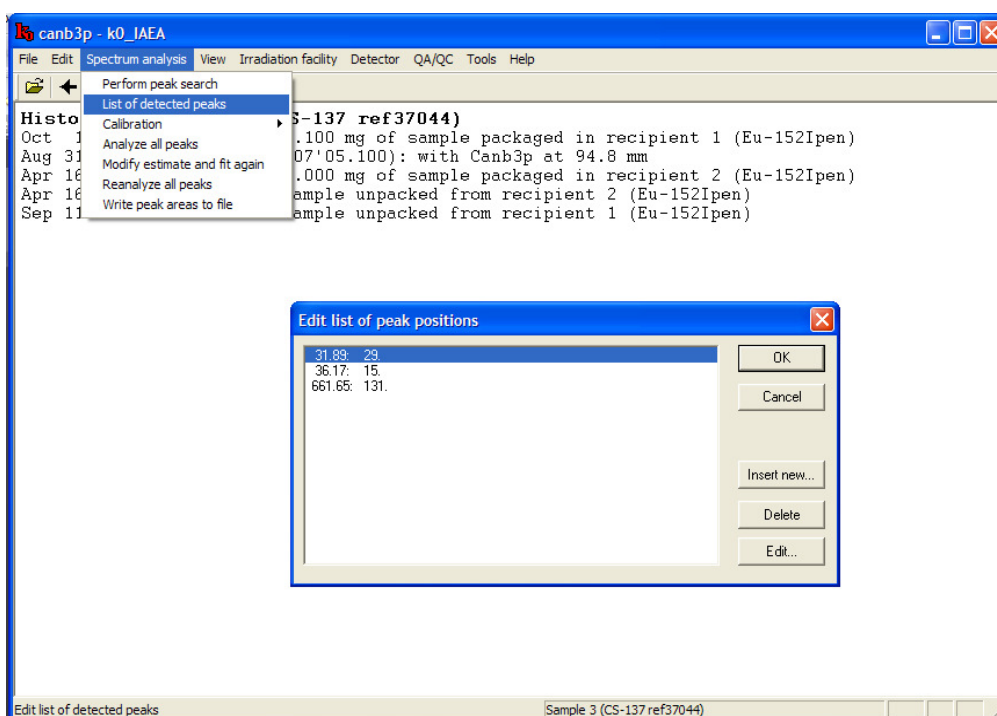 canb3p - k0_IAEA
File Edit Spectrum analysis View Irradiation facility Detector QA/QC Tools Help
Perform peak search
List of detected peaks
Calibration
Analyze all peaks
Modify estimate and fit again
Reanalyze all peaks
Write peak areas to file
Histo S-137 ref37044)
Oct 1 .100 mg of sample packaged in recipient 1 (Eu-152Ipen)
Aug 31 07'05.100): with Canb3p at 94.8 mm
Apr 16 .000 mg of sample packaged in recipient 2 (Eu-152Ipen)
Apr 16 ample unpacked from recipient 2 (Eu-152Ipen)
Sep 11 ample unpacked from recipient 1 (Eu-152Ipen)
Edit list of peak positions
31.89: 29.
36.17: 15.
661.65: 131.
OK
Cancel
Insert new...
Delete
Edit...
Edit list of detected peaks
Sample 3 (CS-137 ref37044)